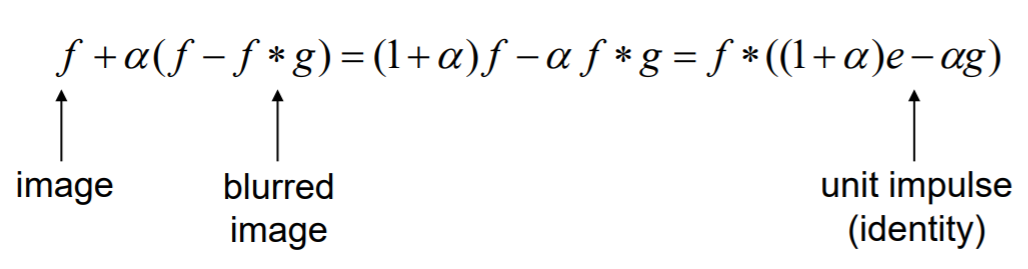 f + α(f − f * g) = (1+α)f − α f * g = f * ((1+α)e − αg)
image
blurred
image
unit impulse
(identity)